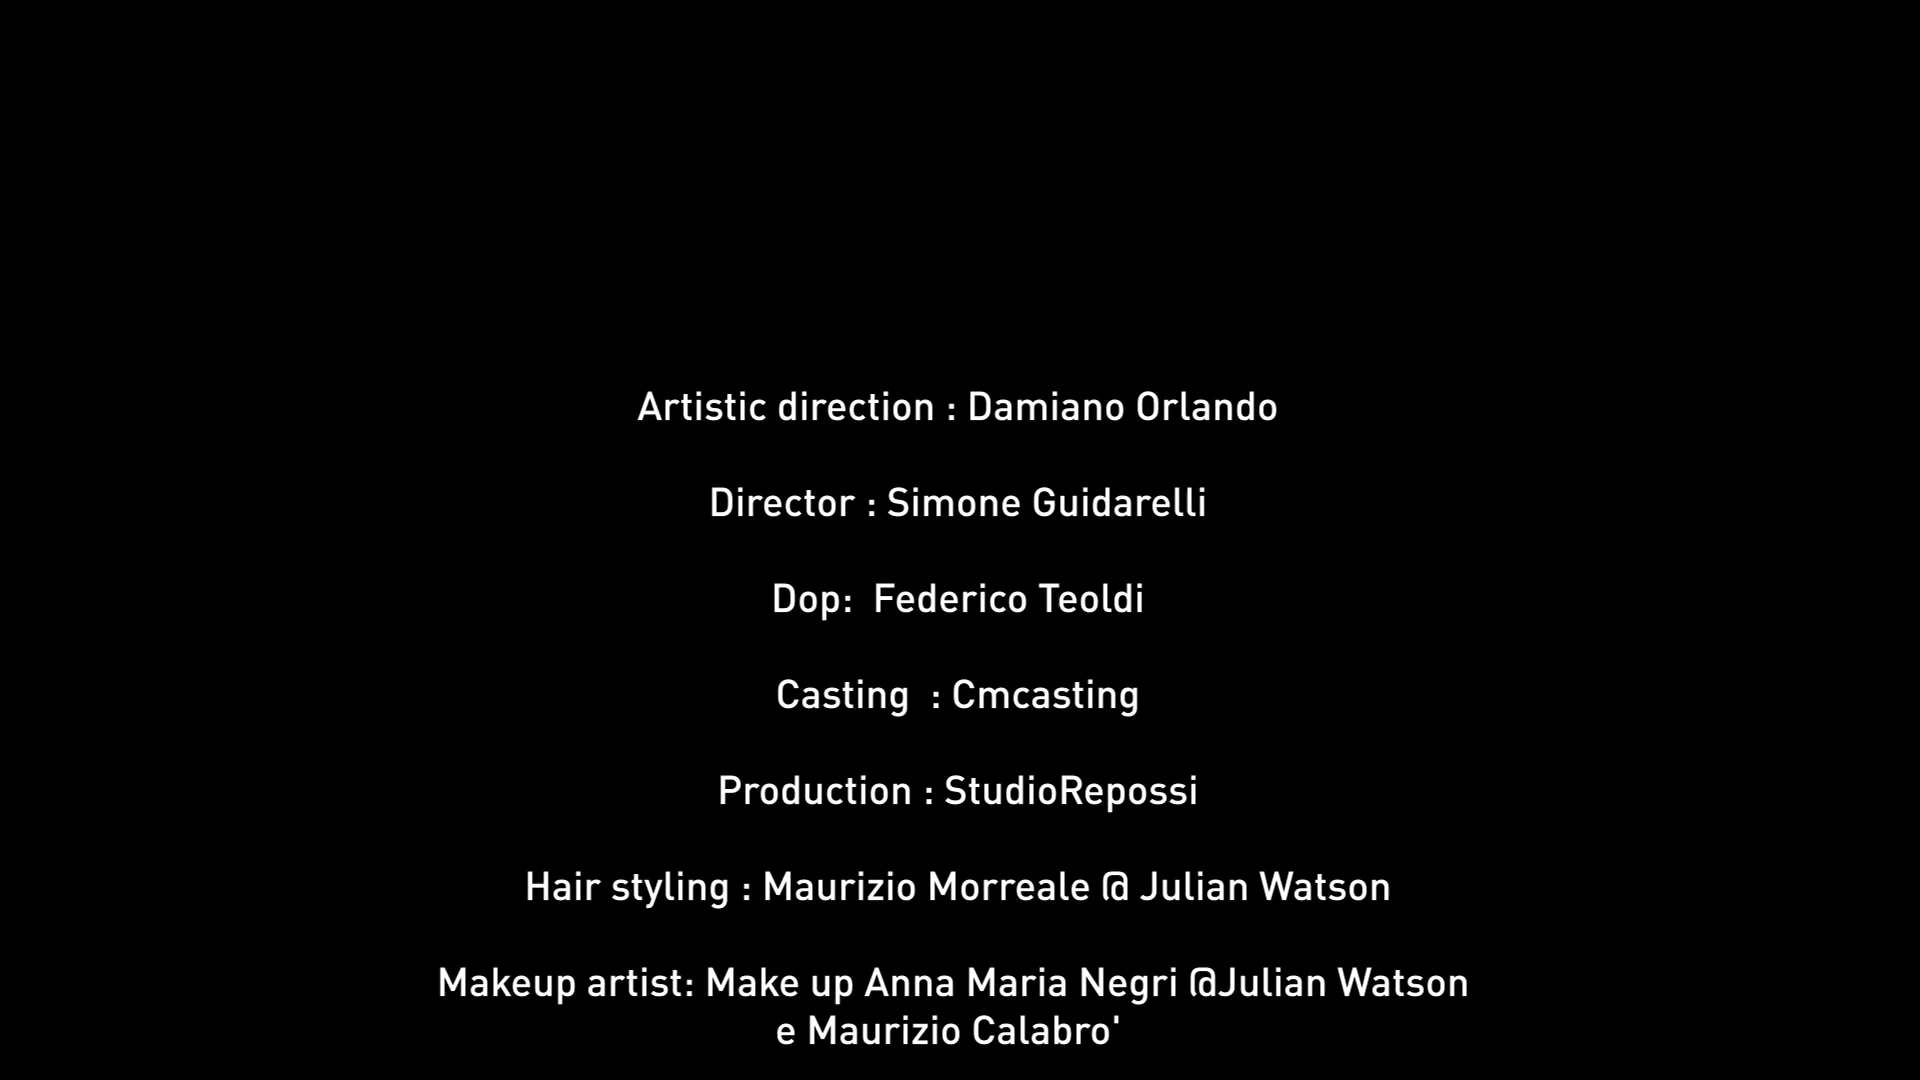 Artistic direction : Damiano Orlando
Director : Simone Guidarelli
Dop:  Federico Teoldi
Casting  : Cmcasting
Production : StudioRepossi
Hair styling : Maurizio Morreale @ Julian Watson
Makeup artist: Make up Anna Maria Negri @Julian Watson
e Maurizio Calabro'